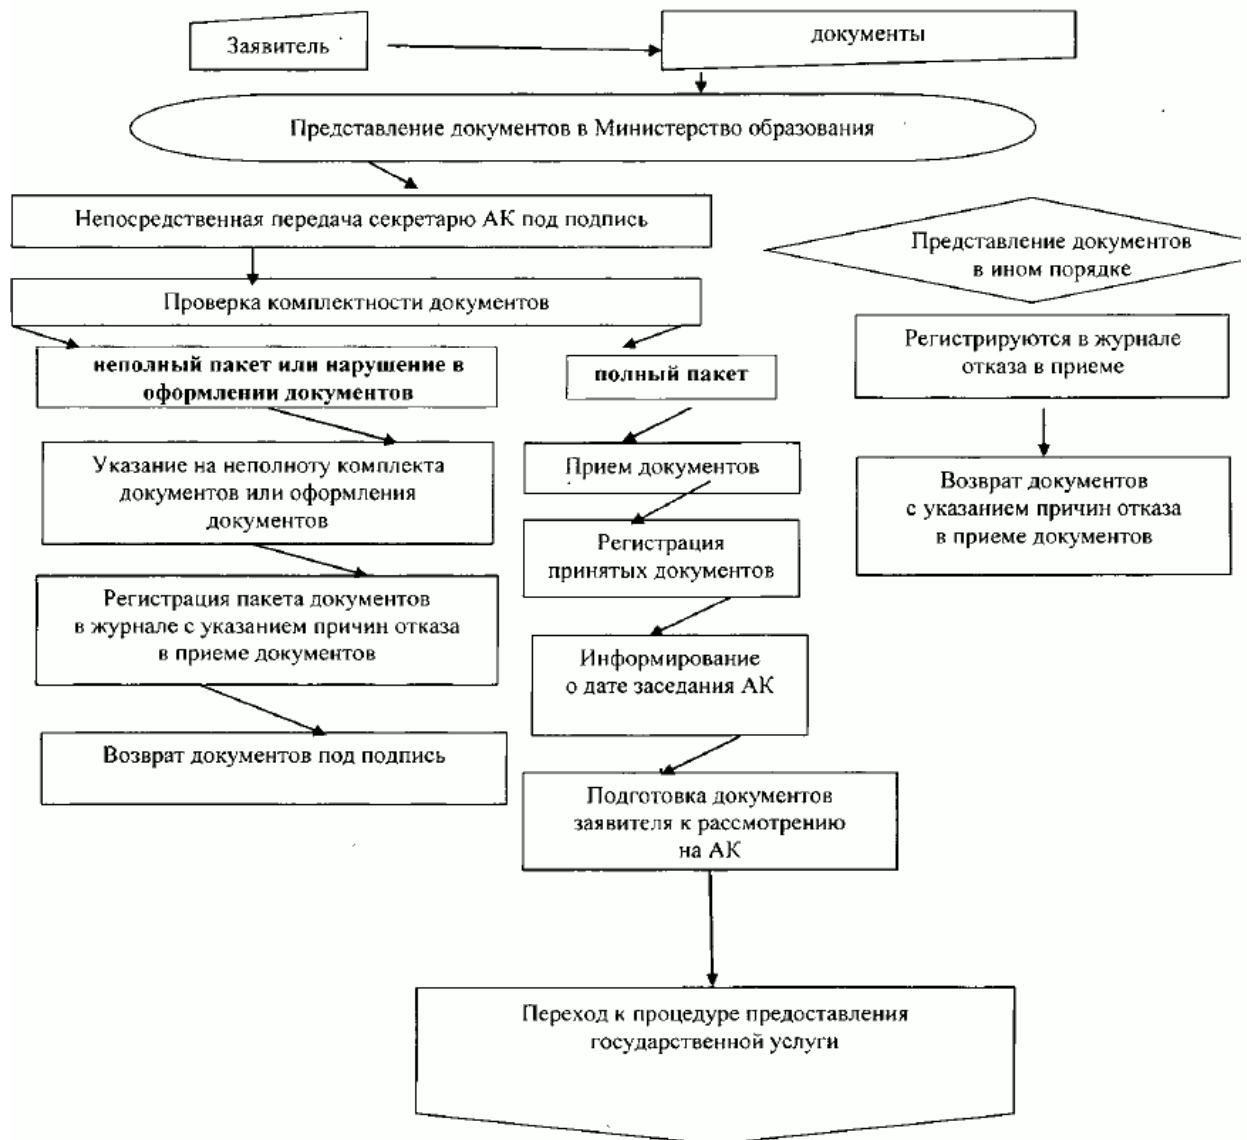 Заявитель
документы
Представление документов в Министерство образования
Непосредственная передача секретарю АК под подпись
Представление документов
в ином порядке
Проверка комплектности документов
неполный пакет или нарушение в
оформлении документов
полный пакет
Регистрируются в журнале
отказа в приеме
Указание на неполноту комплекта
документов или оформления
документов
Прием документов
Возврат документов
с указанием причин отказа
в приеме документов
Регистрация
принятых документов
Регистрация пакета документов
в журнале с указанием причин отказа
в приеме документов
Информирование
о дате заседания АК
Возврат документов под подпись
Подготовка документов
заявителя к рассмотрению
на АК
Переход к процедуре предоставления
государственной услуги